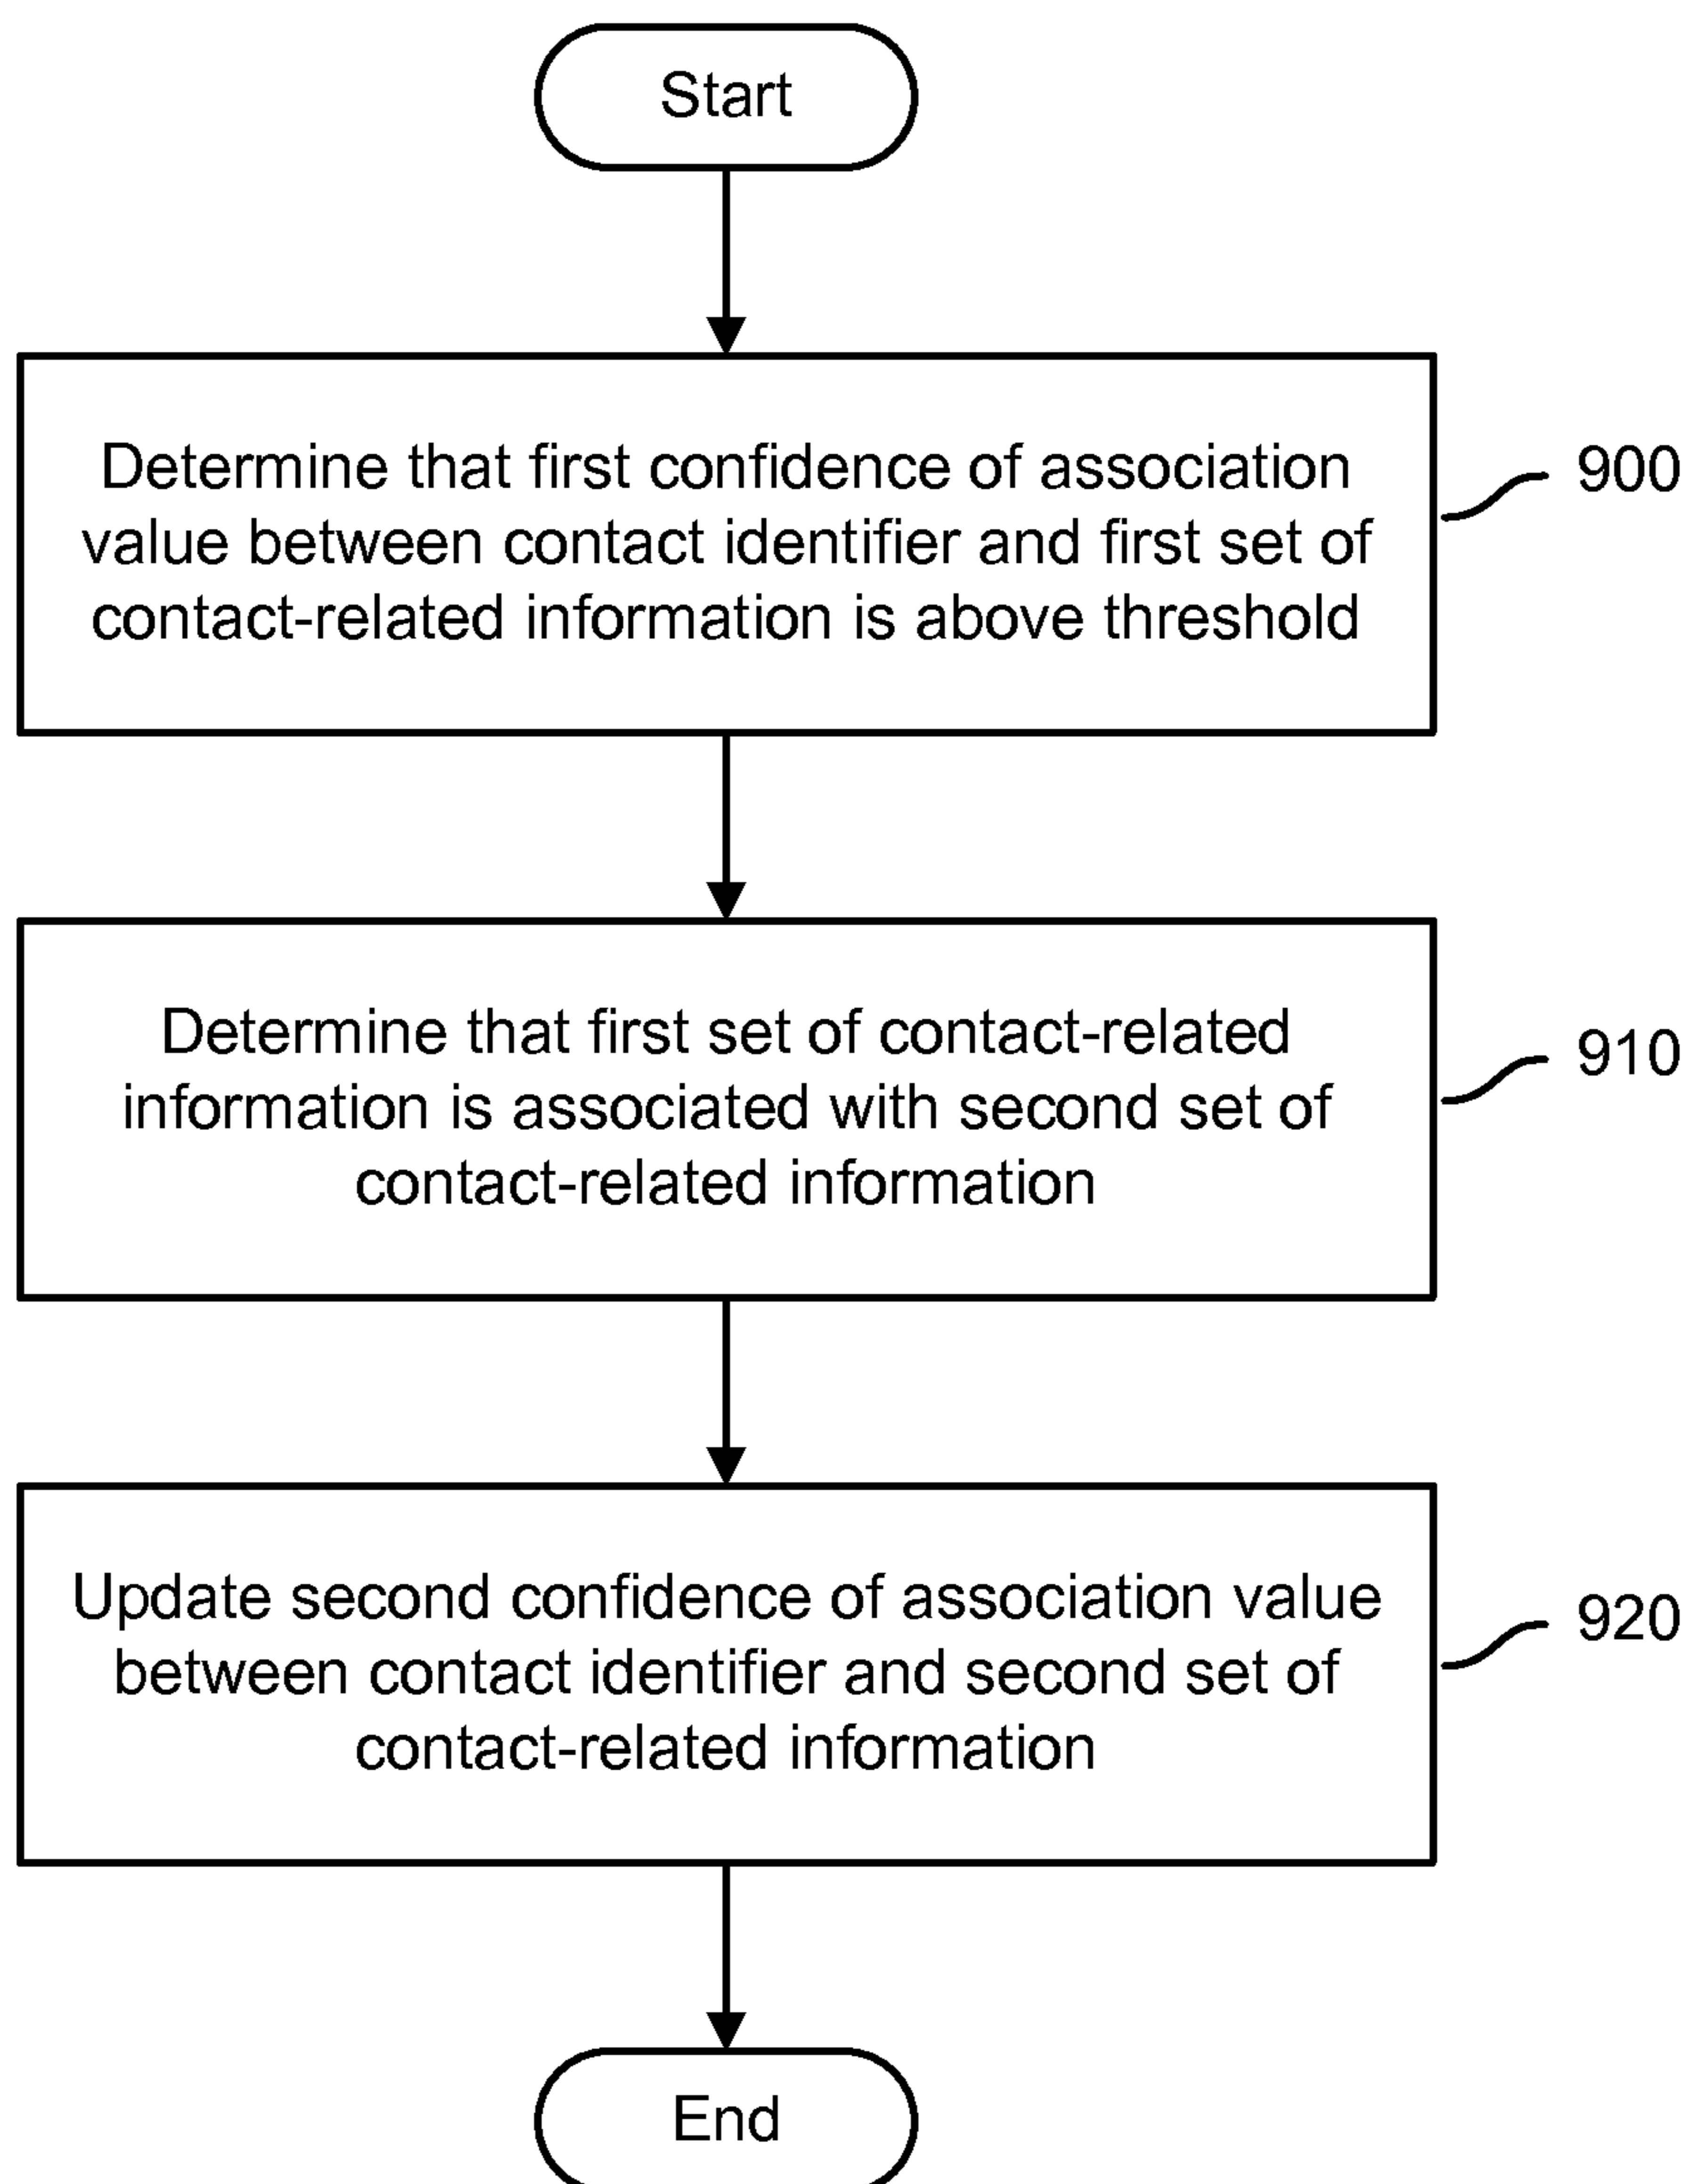 Start
Determine that first confidence of association
value between contact identifier and first set of
contact-related information is above threshold
900
Determine that first set of contact-related
information is associated with second set of
contact-related information
910
Update second confidence of association value
between contact identifier and second set of
contact-related information
920
End